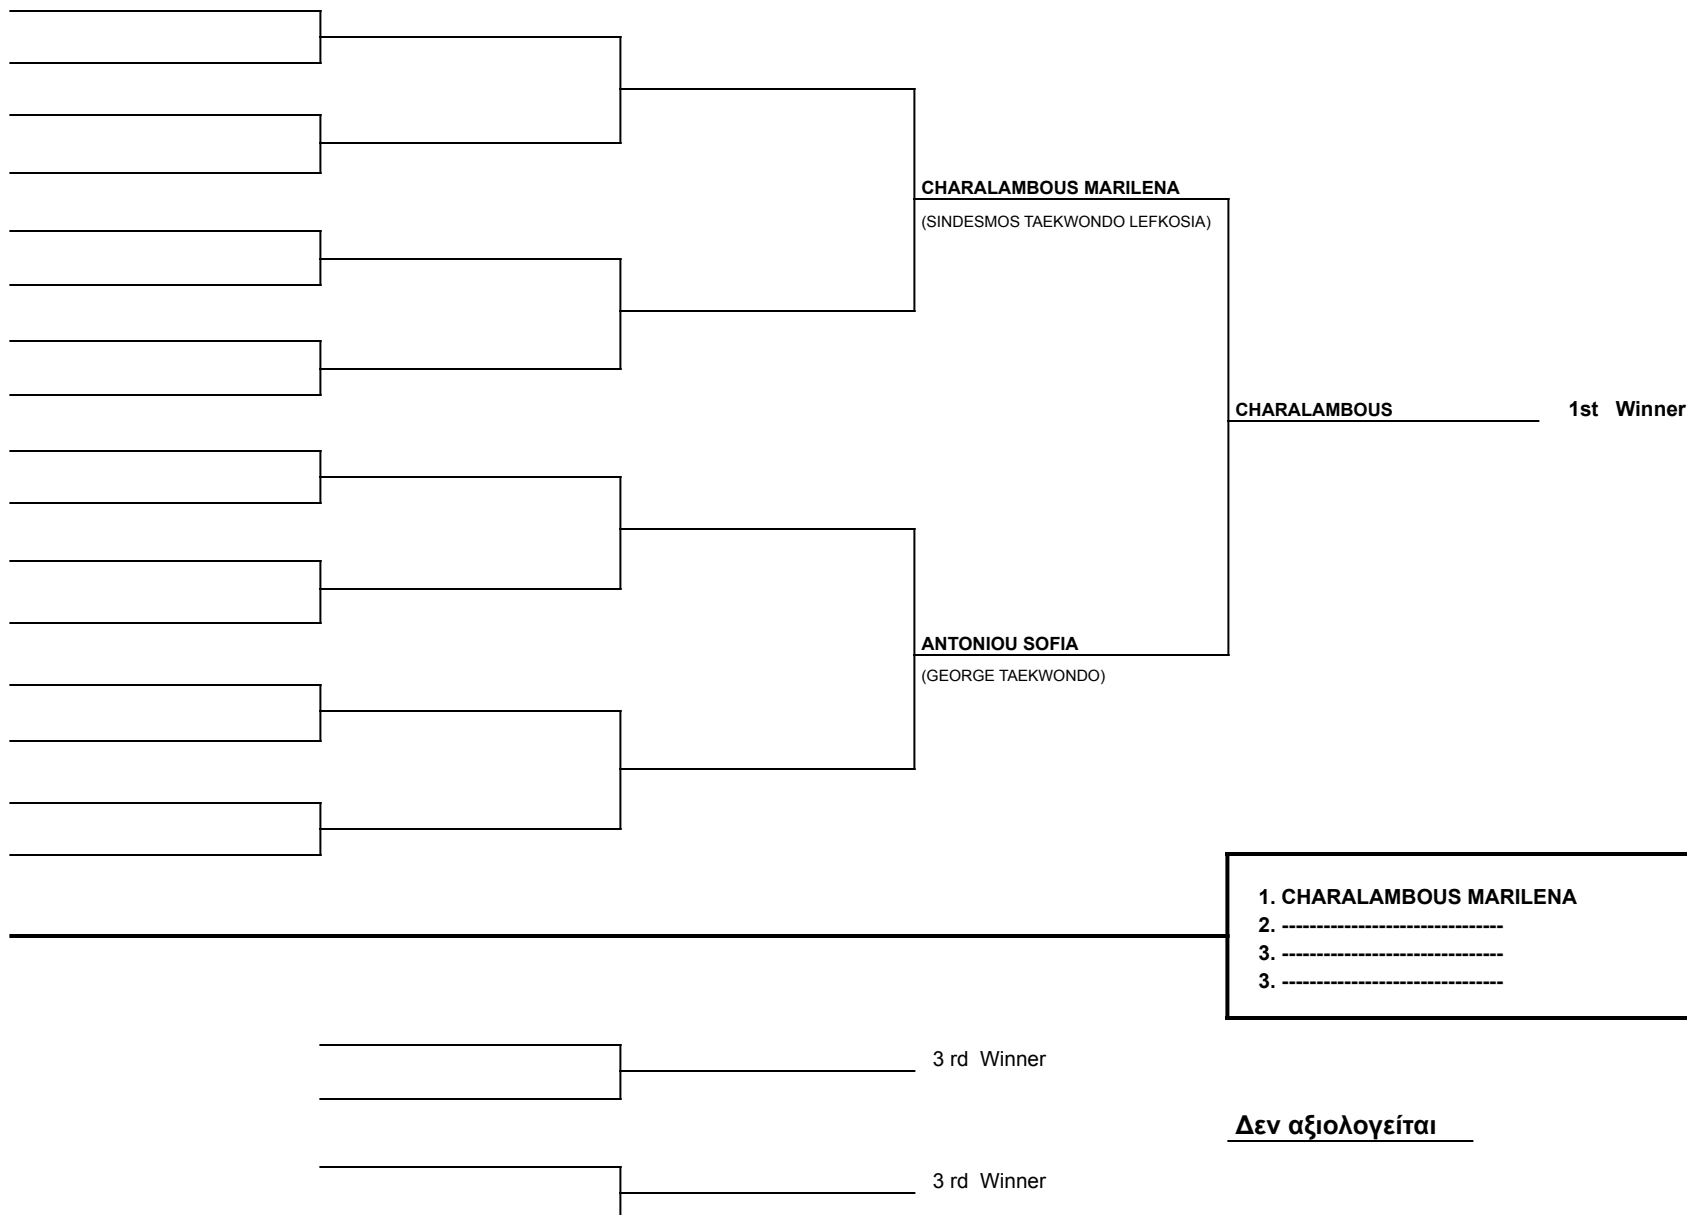 CHARALAMBOUS MARILENA
(SINDESMOS TAEKWONDO LEFKOSIA)
CHARALAMBOUS
1st Winner
ANTONIOU SOFIA
(GEORGE TAEKWONDO)
1. CHARALAMBOUS MARILENA
2. --------------------------------
3. --------------------------------
3. --------------------------------
3 rd Winner
Δεν αξιολογείται
3 rd Winner